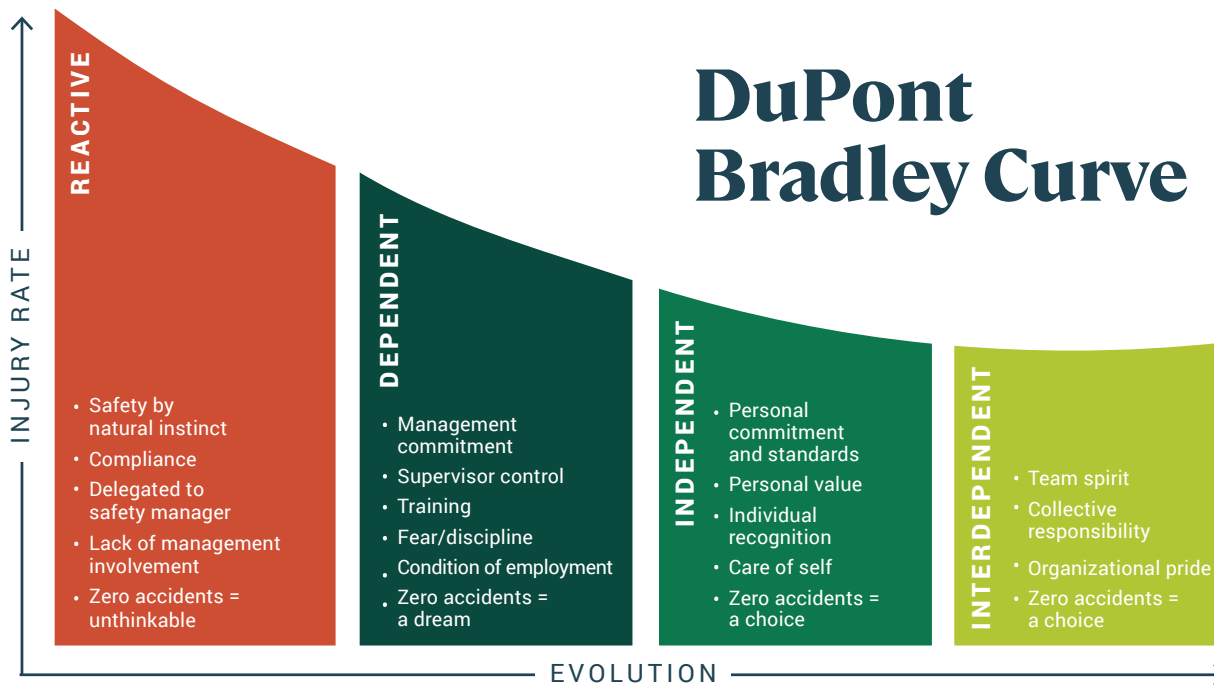 DuPont
Bradley Curve
INJURY RATE
REACTIVE
• Safety by
natural instinct
• Compliance
• Delegated to
safety manager
• Lack of management
involvement
• Zero accidents =
unthinkable
DEPENDENT
• Management
commitment
• Supervisor control
• Training
• Fear/discipline
• Condition of employment
• Zero accidents =
a dream
INDEPENDENT
• Personal
commitment
and standards
• Personal value
• Individual
recognition
• Care of self
• Zero accidents =
a choice
INTERDEPENDENT
• Team spirit
• Collective
responsibility
• Organizational pride
• Zero accidents =
a choice
EVOLUTION